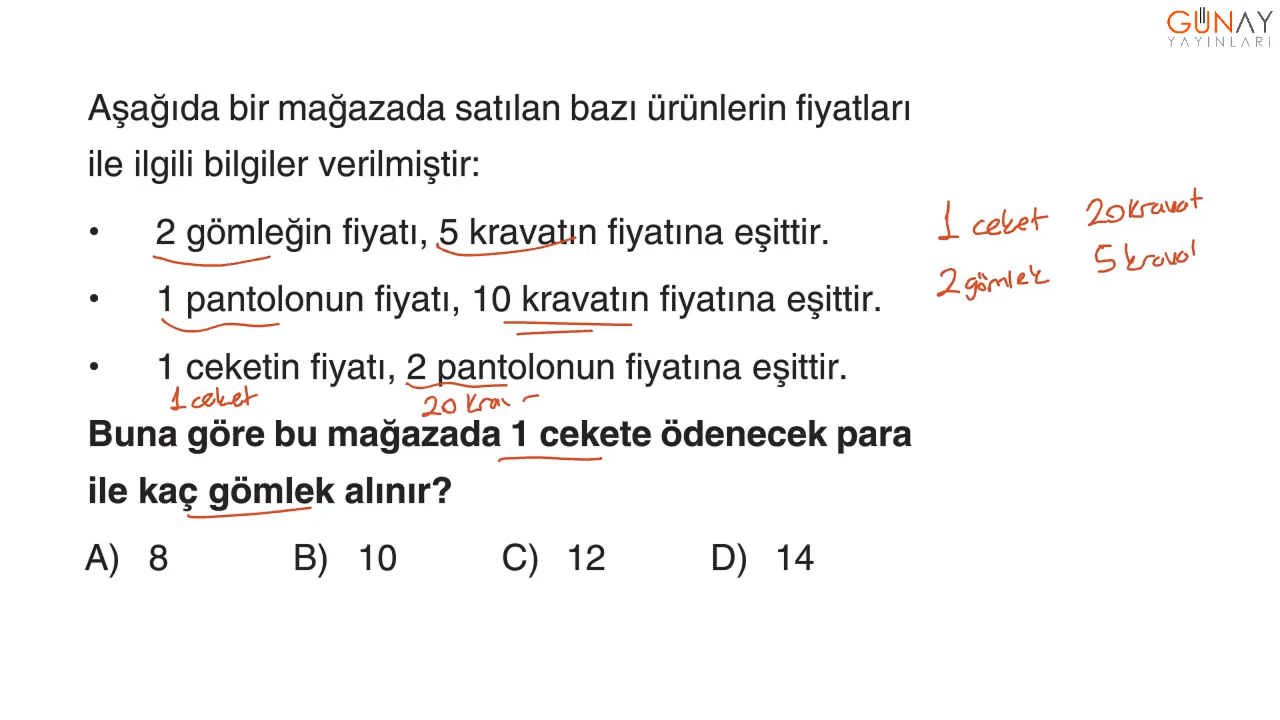 GÜNAY
YAYINLARI
Aşağıda bir mağazada satılan bazı ürünlerin fiyatları
ile ilgili bilgiler verilmiştir:
• 2 gömleğin fiyatı, 5 kravatın fiyatına eşittir.
• 1 pantolonun fiyatı, 10 kravatın fiyatına eşittir.
• 1 ceketin fiyatı, 2 pantolonun fiyatına eşittir.
1 ceket 20 krav
Buna göre bu mağazada 1 cekete ödenecek para
ile kaç gömlek alınır?
A) 8 B) 10 C) 12 D) 14
1 ceket 20 kravat
2 gömlek 5 kravat